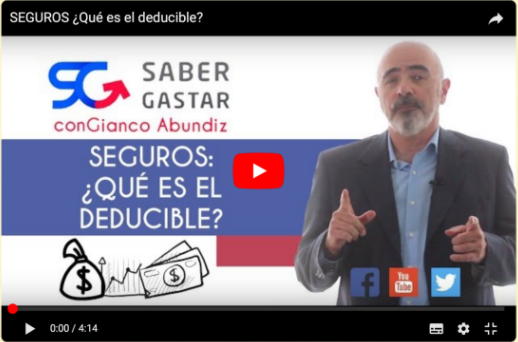 SEGUROS ¿Qué es el deducible?
SG SABER
GASTAR
conGianco Abundiz
SEGUROS:
¿QUÉ ES EL
DEDUCIBLE?
$
$
You
Tube
0:00 / 4:14